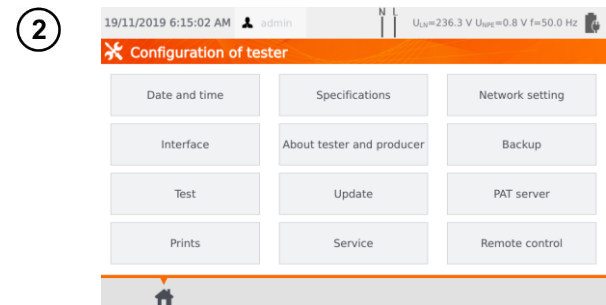 2
19/11/2019 6:15:02 AM admin N L U_LN=236.3 V U_NPE=0.8 V f=50.0 Hz
Configuration of tester
Date and time Specifications Network setting
Interface About tester and producer Backup
Test Update PAT server
Prints Service Remote control